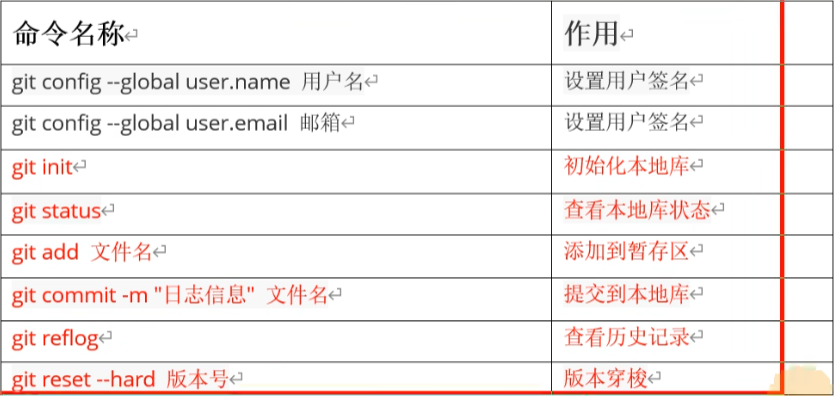 命令名称 作用
git config --global user.name 用户名 设置用户签名
git config --global user.email 邮箱 设置用户签名
git init 初始化本地库
git status 查看本地库状态
git add 文件名 添加到暂存区
git commit -m "日志信息" 文件名 提交到本地库
git reflog 查看历史记录
git reset --hard 版本号 版本穿梭